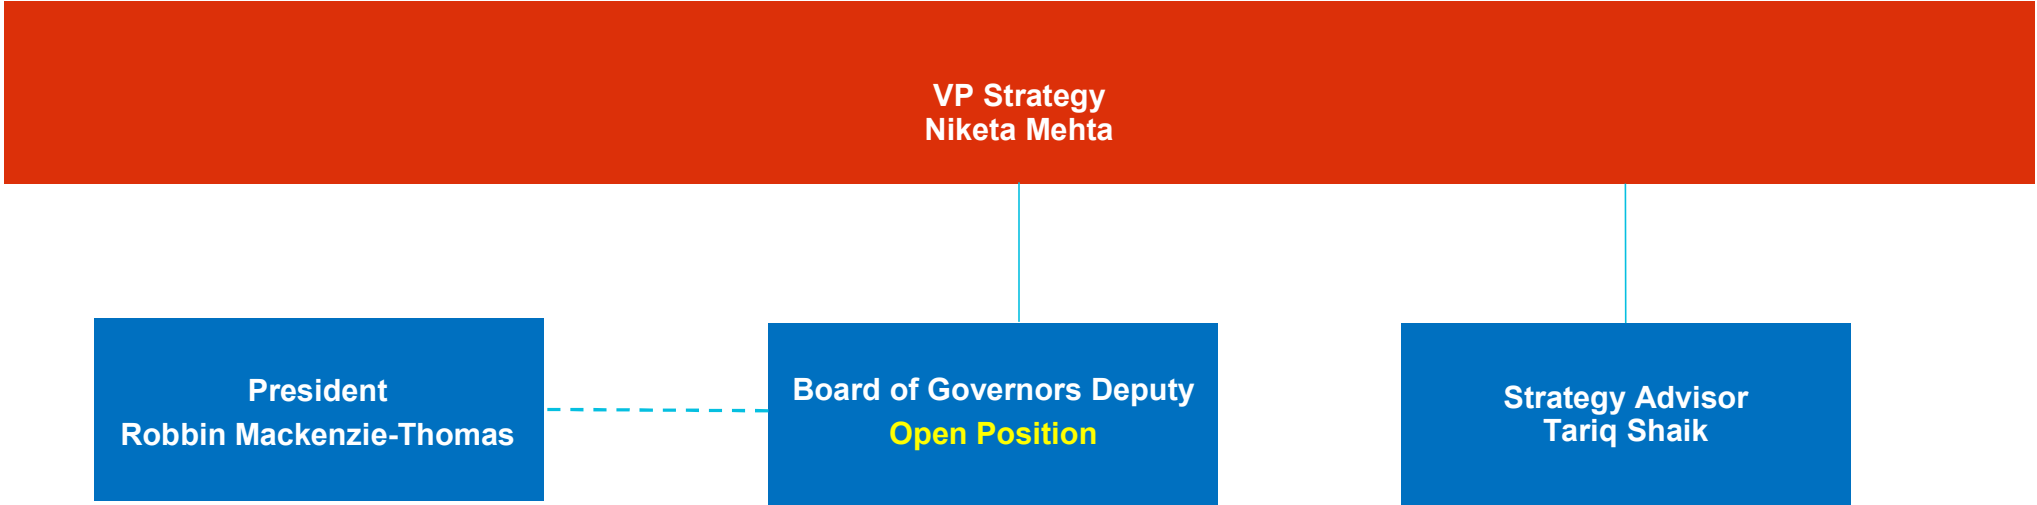 VP Strategy
Niketa Mehta
President
Robbin Mackenzie-Thomas
Board of Governors Deputy
Open Position
Strategy Advisor
Tariq Shaik